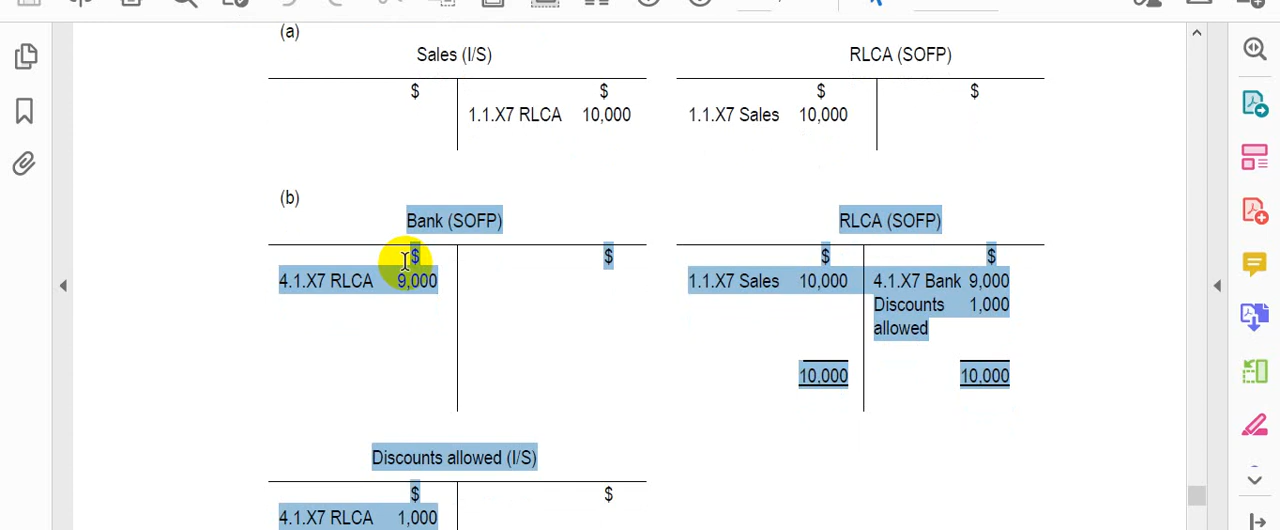 (a)
Sales (I/S) RLCA (SOFP)
$ $ $ $
1.1.X7 RLCA 10,000 1.1.X7 Sales 10,000
(b)
Bank (SOFP) RLCA (SOFP)
$ $ $ $
4.1.X7 RLCA 9,000 1.1.X7 Sales 10,000 4.1.X7 Bank 9,000
Discounts 1,000
allowed
10,000 10,000
Discounts allowed (I/S)
$ $
4.1.X7 RLCA 1,000